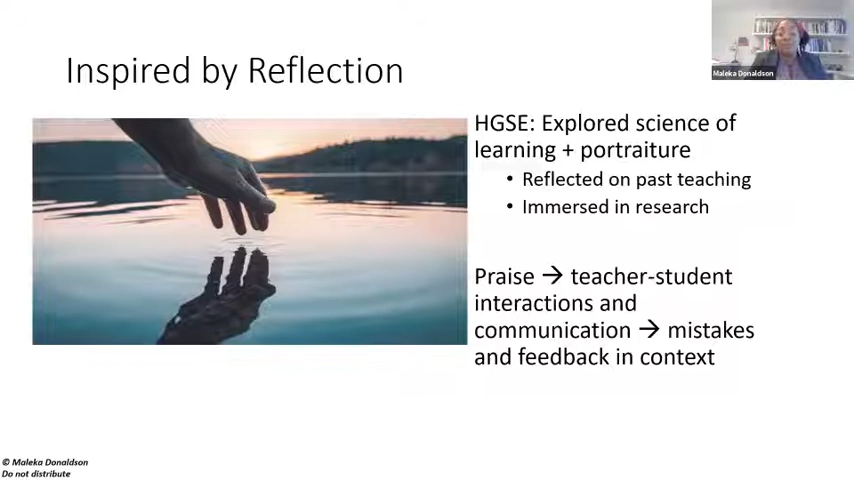 Inspired by Reflection
Maleka Donaldson
HGSE: Explored science of
learning + portraiture
• Reflected on past teaching
• Immersed in research
Praise → teacher-student
interactions and
communication → mistakes
and feedback in context
© Maleka Donaldson
Do not distribute